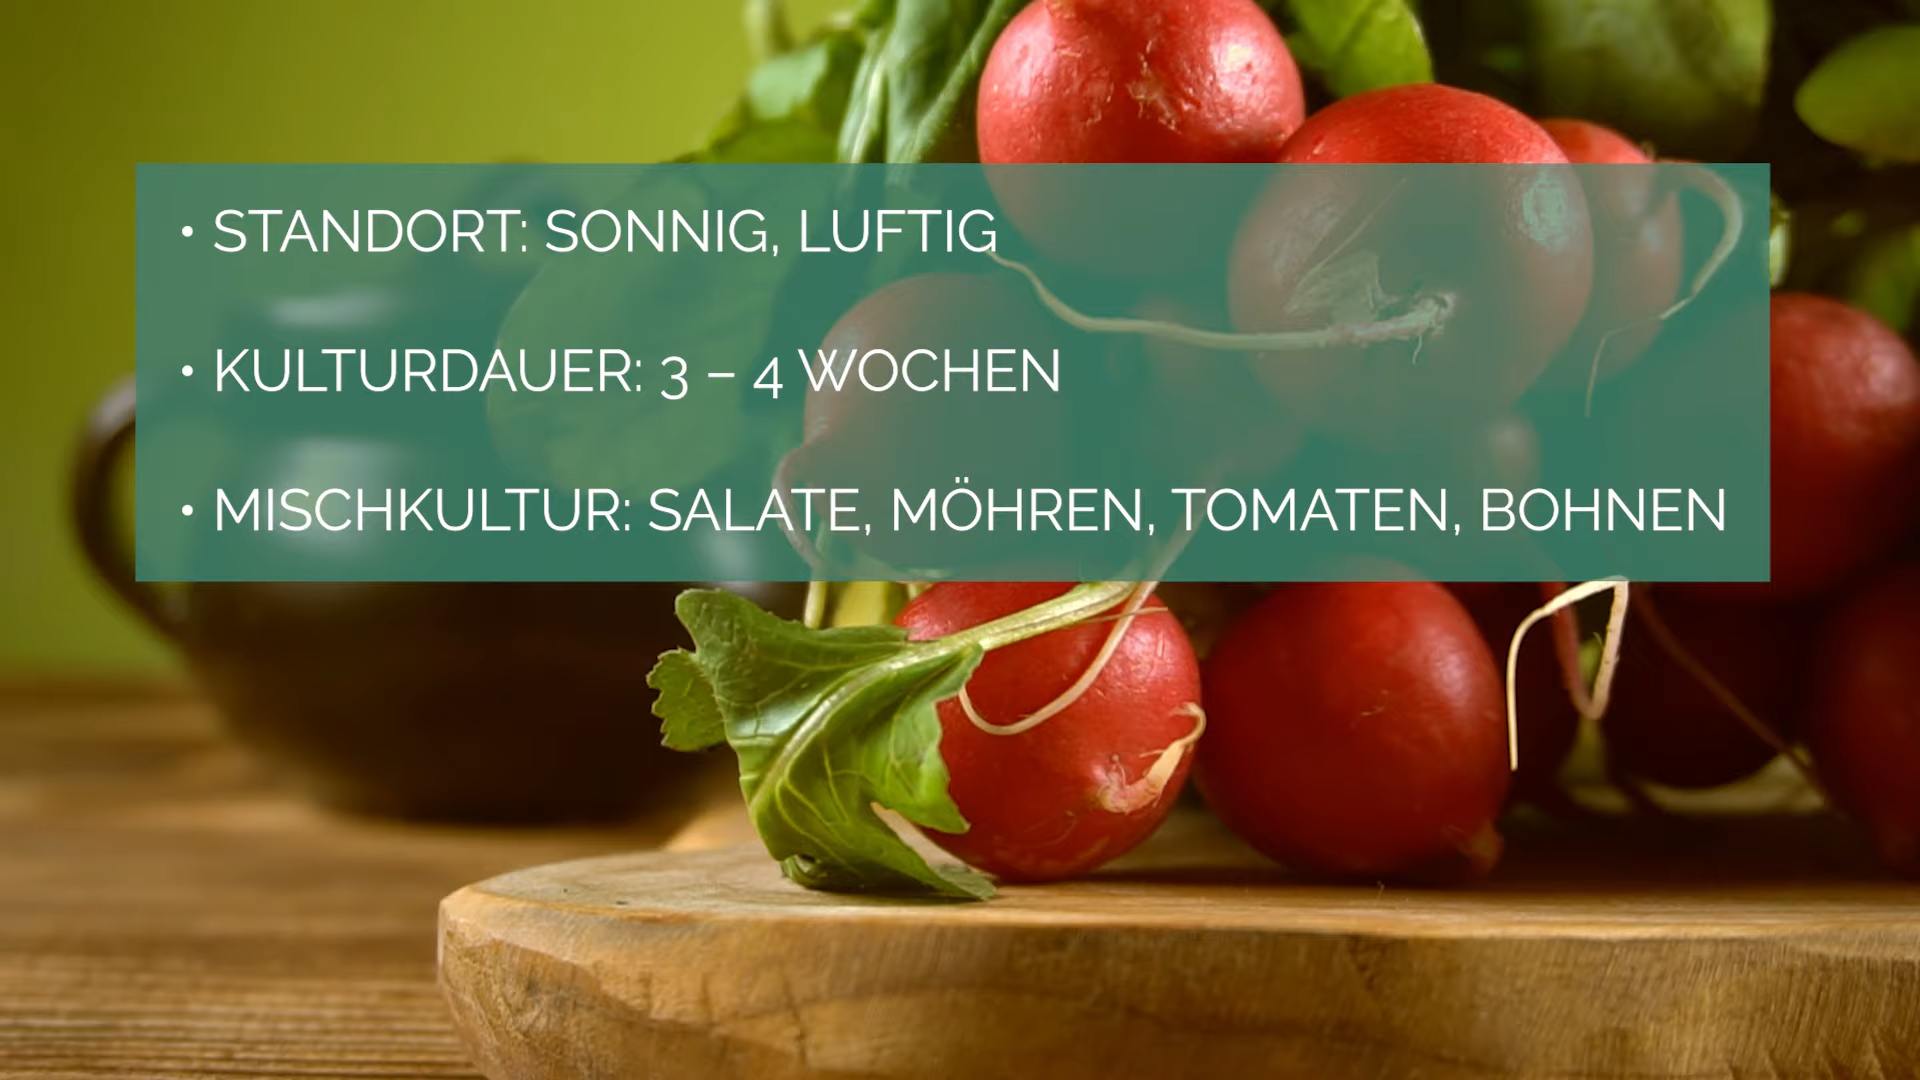 • STANDORT: SONNIG, LUFTIG
• KULTURDAUER: 3 – 4 WOCHEN
• MISCHKULTUR: SALATE, MÖHREN, TOMATEN, BOHNEN